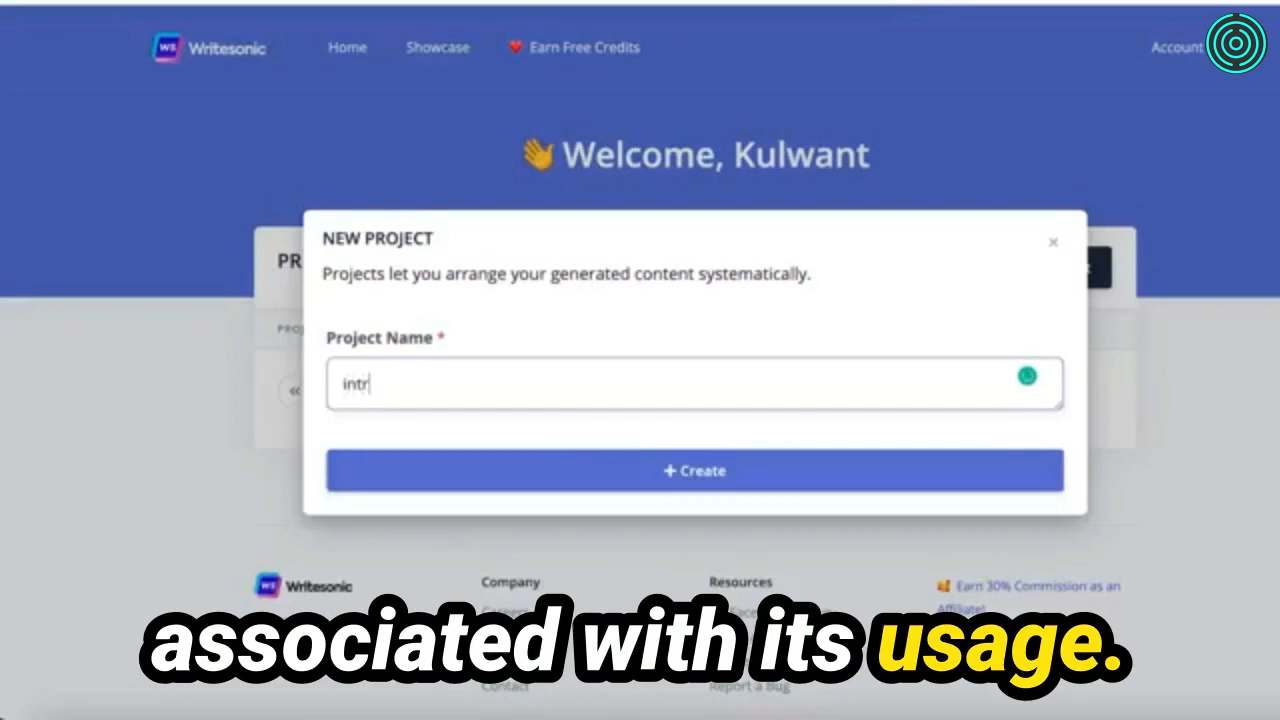 WS Writesonic Home Showcase Earn Free Credits Account
Welcome, Kulwant
NEW PROJECT
×
Projects let you arrange your generated content systematically.
PR
PROJ
Project Name *
intr
«
+ Create
WS Writesonic Company Resources Earn 30% Commission as an
Affiliate!
associated with its usage.
Contact Report a Bug